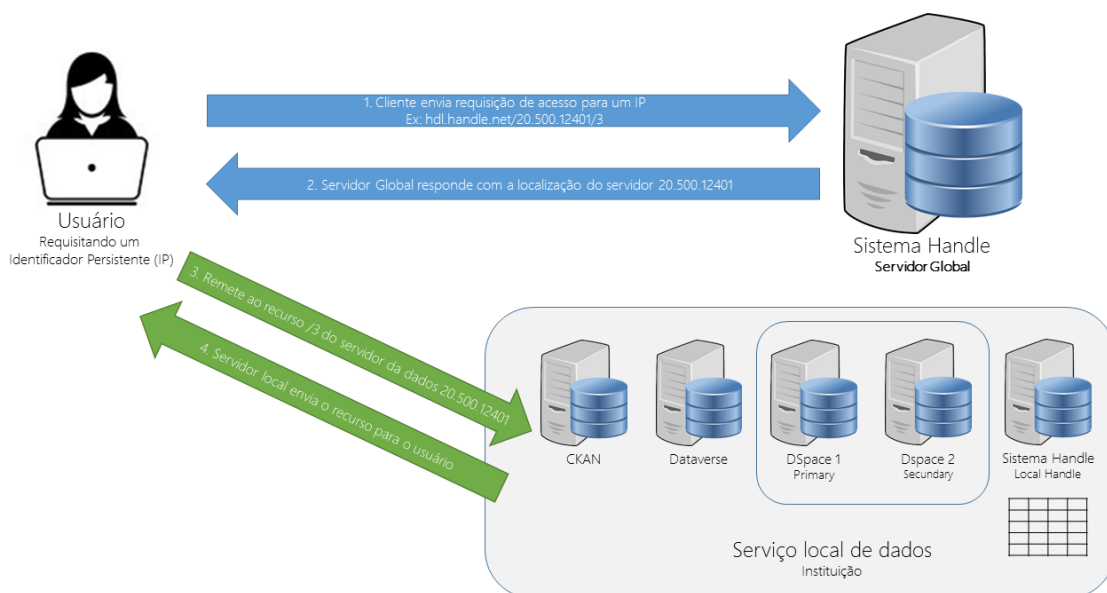 1. Cliente envia requisição de acesso para um IP
Ex: hdl.handle.net/20.500.12401/3
2. Servidor Global responde com a localização do servidor 20.500.12401
Usuário
Requisitando um
Identificador Persistente (IP)
Sistema Handle
Servidor Global
3. Remete ao recurso /3 do servidor da dados 20.500.12401
4. Servidor local envia o recurso para o usuário
CKAN
Dataverse
DSpace 1
Primary
Dspace 2
Secundary
Sistema Handle
Local Handle
Serviço local de dados
Instituição